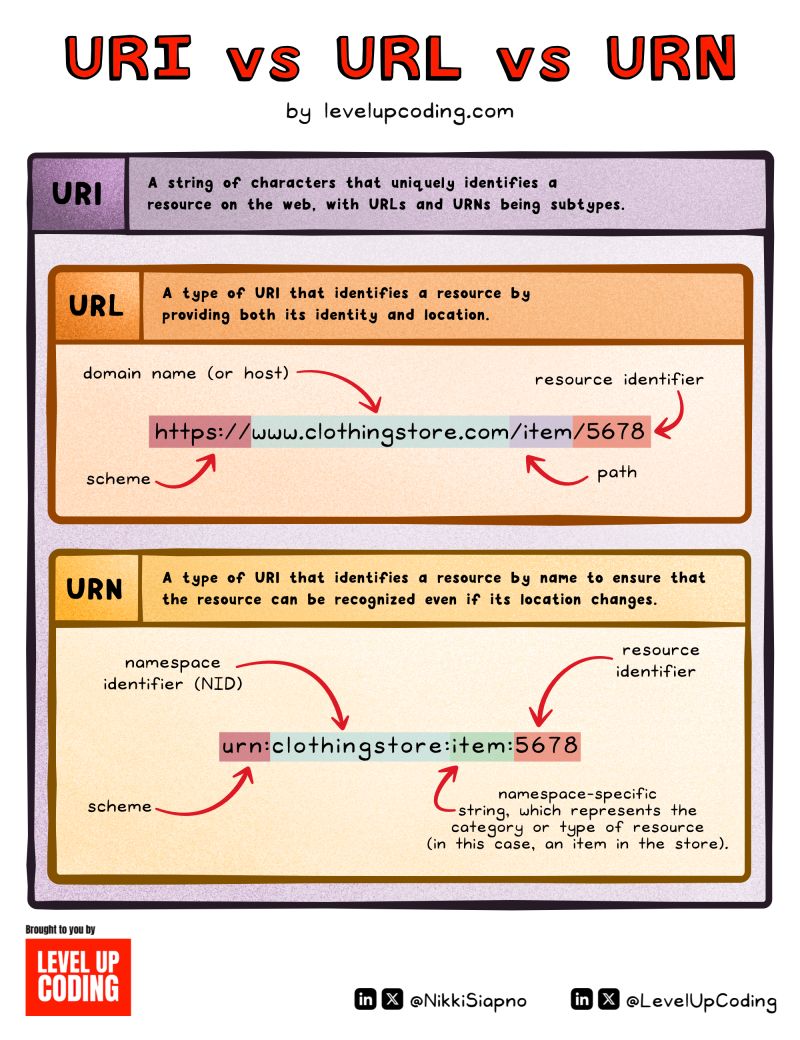 URI vs URL vs URN
by levelupcoding.com
URI
A string of characters that uniquely identifies a
resource on the web, with URLs and URNs being subtypes.
URL
A type of URI that identifies a resource by
providing both its identity and location.
domain name (or host)
resource identifier
https://www.clothingstore.com/item/5678
scheme
path
URN
A type of URI that identifies a resource by name to ensure that
the resource can be recognized even if its location changes.
namespace
identifier (NID)
resource
identifier
urn:clothingstore:item:5678
scheme
namespace-specific
string, which represents the
category or type of resource
(in this case, an item in the store).
Brought to you by
LEVEL UP
CODING
in X @NikkiSiapno
in X @LevelUpCoding